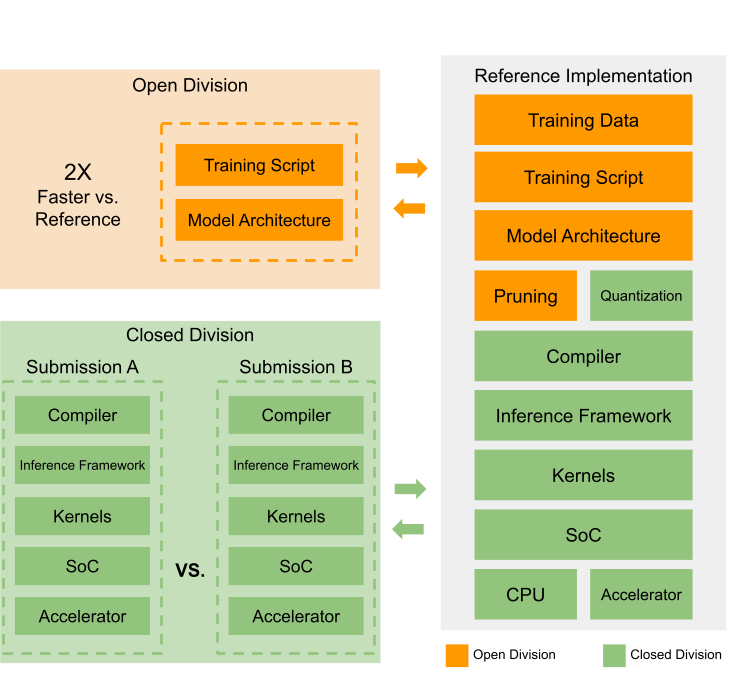 Open Division
2X
Faster vs.
Reference
Training Script
Model Architecture
Closed Division
Submission A
Compiler
Inference Framework
Kernels
SoC
Accelerator
VS.
Submission B
Compiler
Inference Framework
Kernels
SoC
Accelerator
Reference Implementation
Training Data
Training Script
Model Architecture
Pruning
Quantization
Compiler
Inference Framework
Kernels
SoC
CPU
Accelerator
Open Division
Closed Division